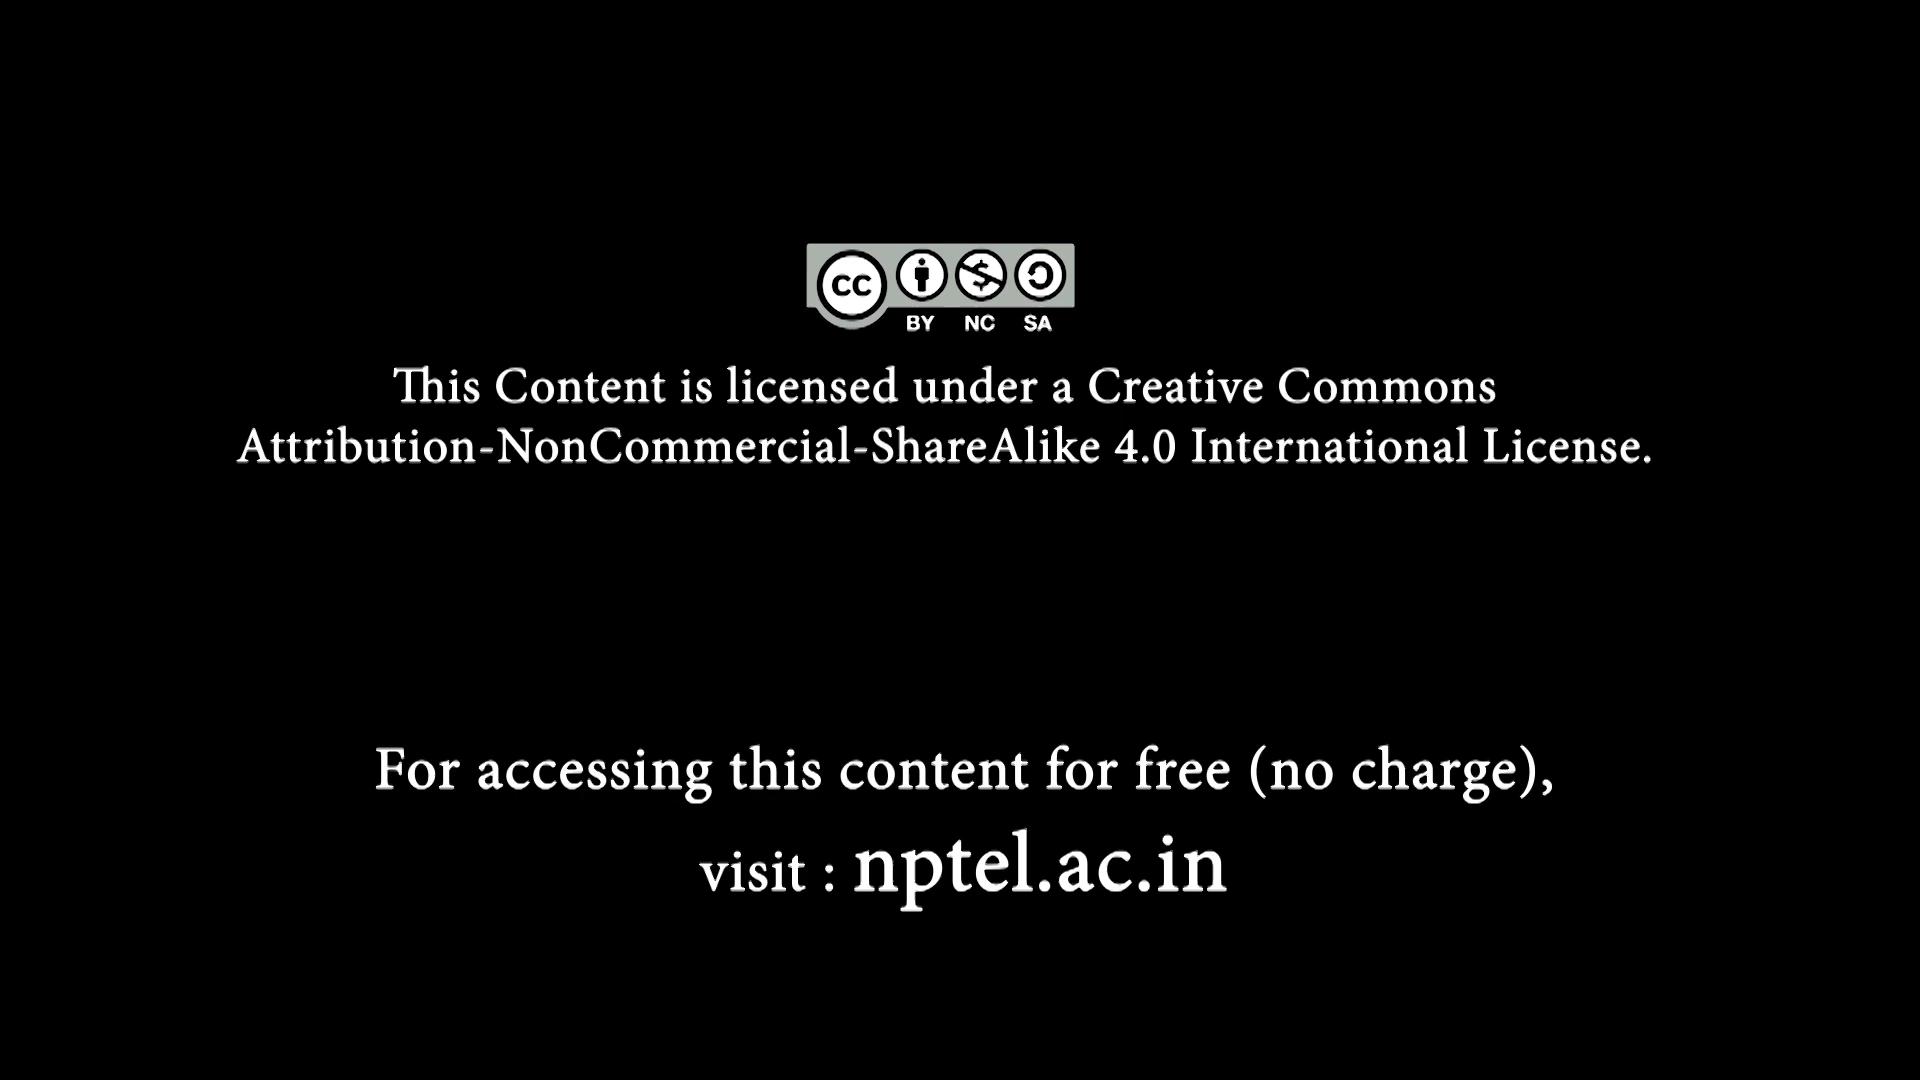 cc
BY NC SA
This Content is licensed under a Creative Commons
Attribution-NonCommercial-ShareAlike 4.0 International License.
For accessing this content for free (no charge),
visit : nptel.ac.in